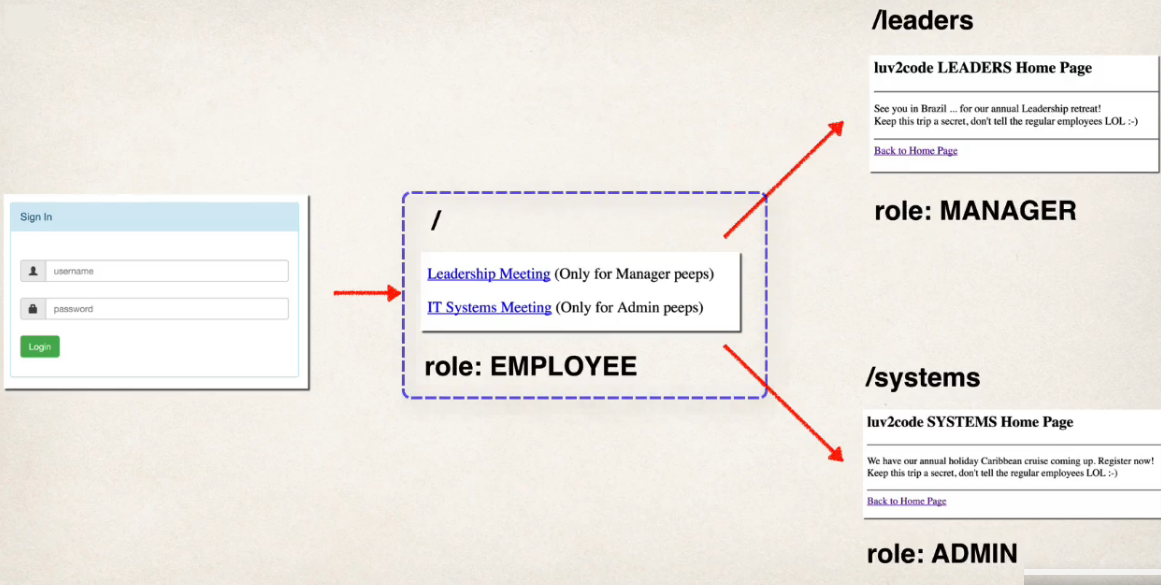 Sign In
username
password
Login
/
Leadership Meeting (Only for Manager peeps)
IT Systems Meeting (Only for Admin peeps)
role: EMPLOYEE
/leaders
luv2code LEADERS Home Page
See you in Brazil ... for our annual Leadership retreat!
Keep this trip a secret, don't tell the regular employees LOL :-)
Back to Home Page
role: MANAGER
/systems
luv2code SYSTEMS Home Page
We have our annual holiday Caribbean cruise coming up. Register now!
Keep this trip a secret, don't tell the regular employees LOL :-)
Back to Home Page
role: ADMIN